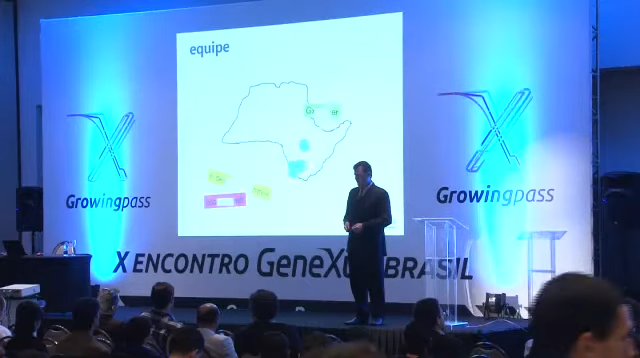 equipe
Growingpass
Growingpass
X ENCONTRO GeneXus BRASIL